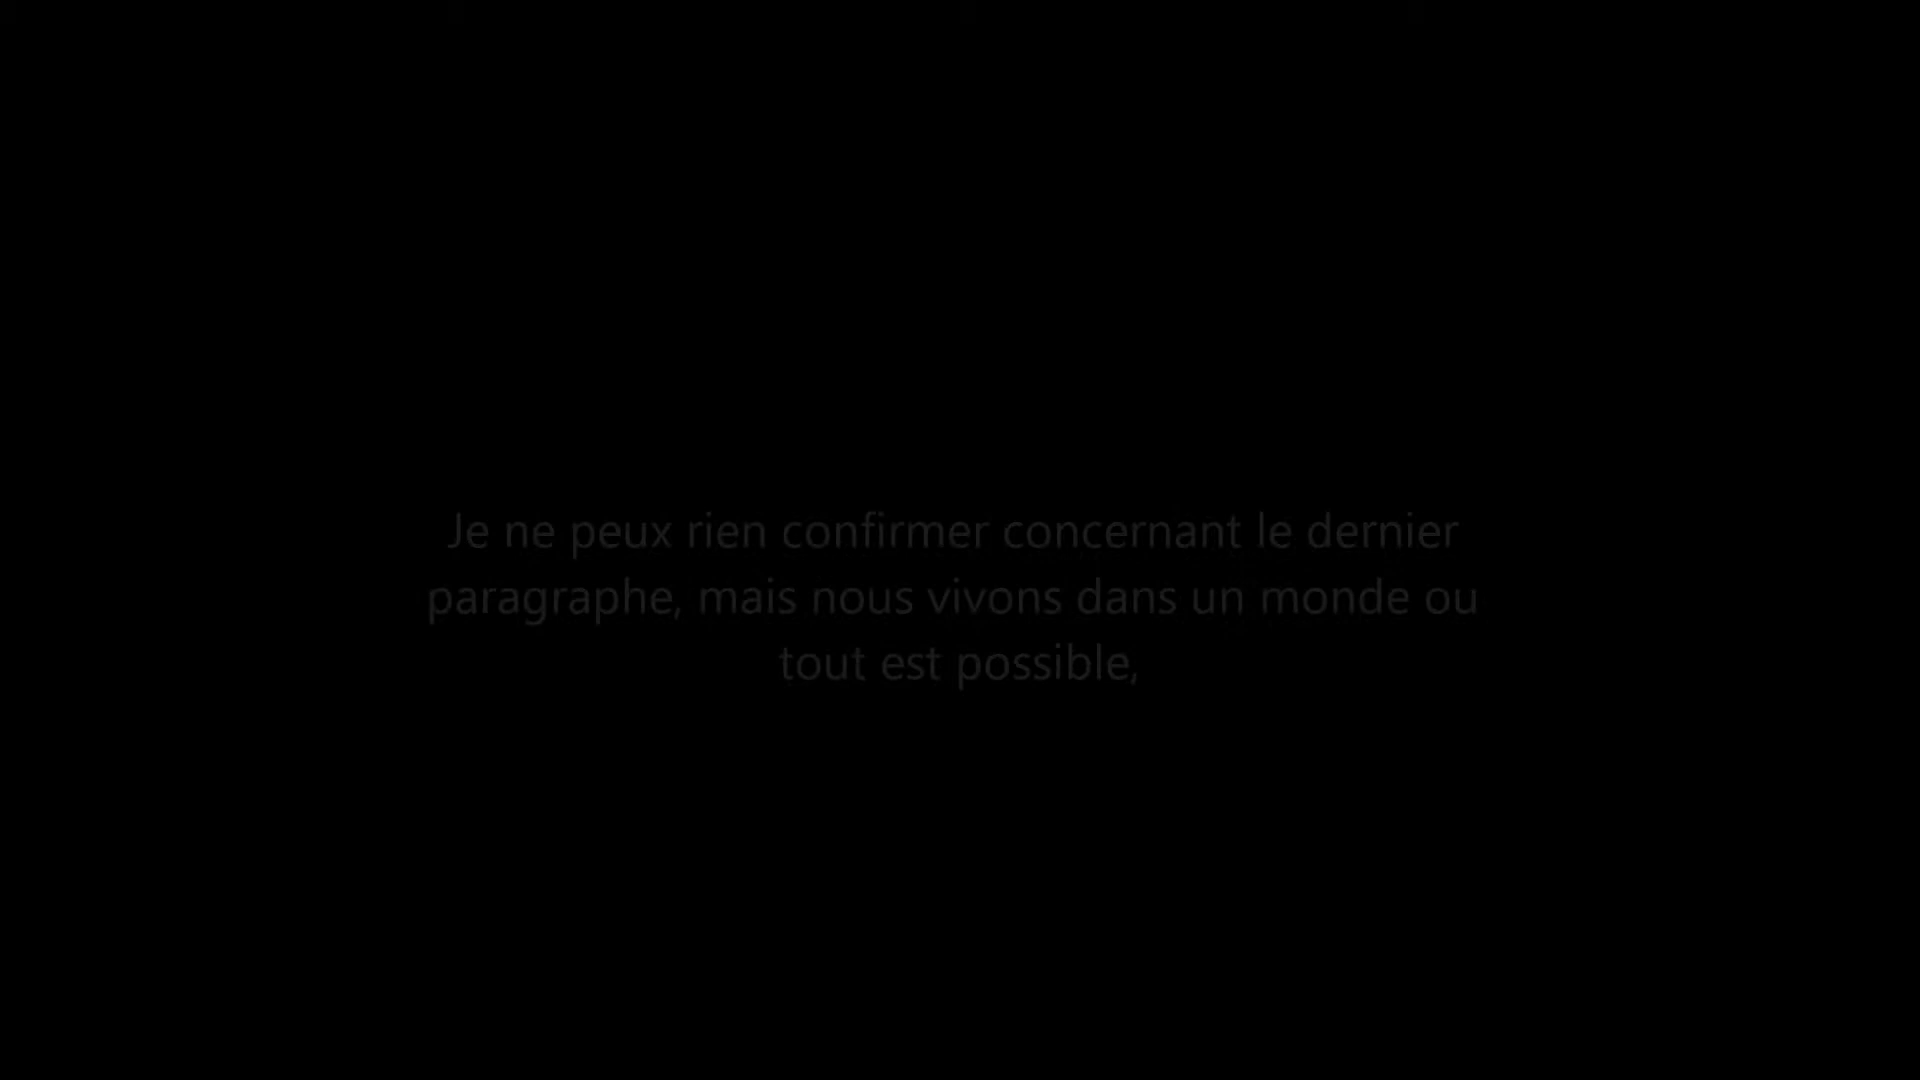 Je ne peux rien confirmer concernant le dernier
paragraphe, mais nous vivons dans un monde ou
tout est possible,